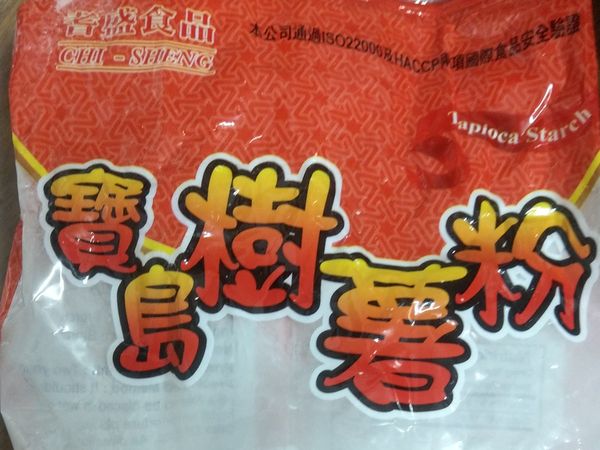 耆盛食品
CHI - SHENG
本公司通過ISO22000及HACCP兩項國際食品安全驗證
Tapioca Starch
寶島樹薯粉